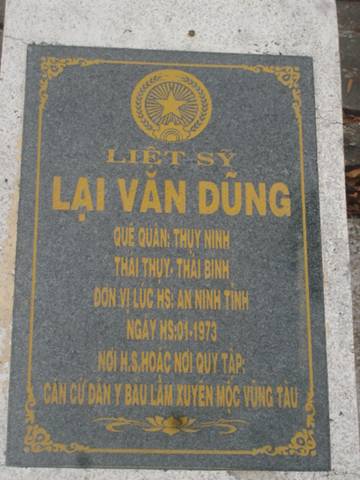 LIỆT SỸ
LẠI VĂN DŨNG
QUÊ QUÁN: THỤY NINH
THÁI THỤY- THÁI BÌNH
ĐƠN VỊ LÚC HS: AN NINH TỈNH
NGÀY HS:01-1973
NƠI H.S.HOẶC NƠI QUY TẬP:
CĂN CỨ DÂN Y BÀU LÂM XUYÊN MỘC VŨNG TÀU